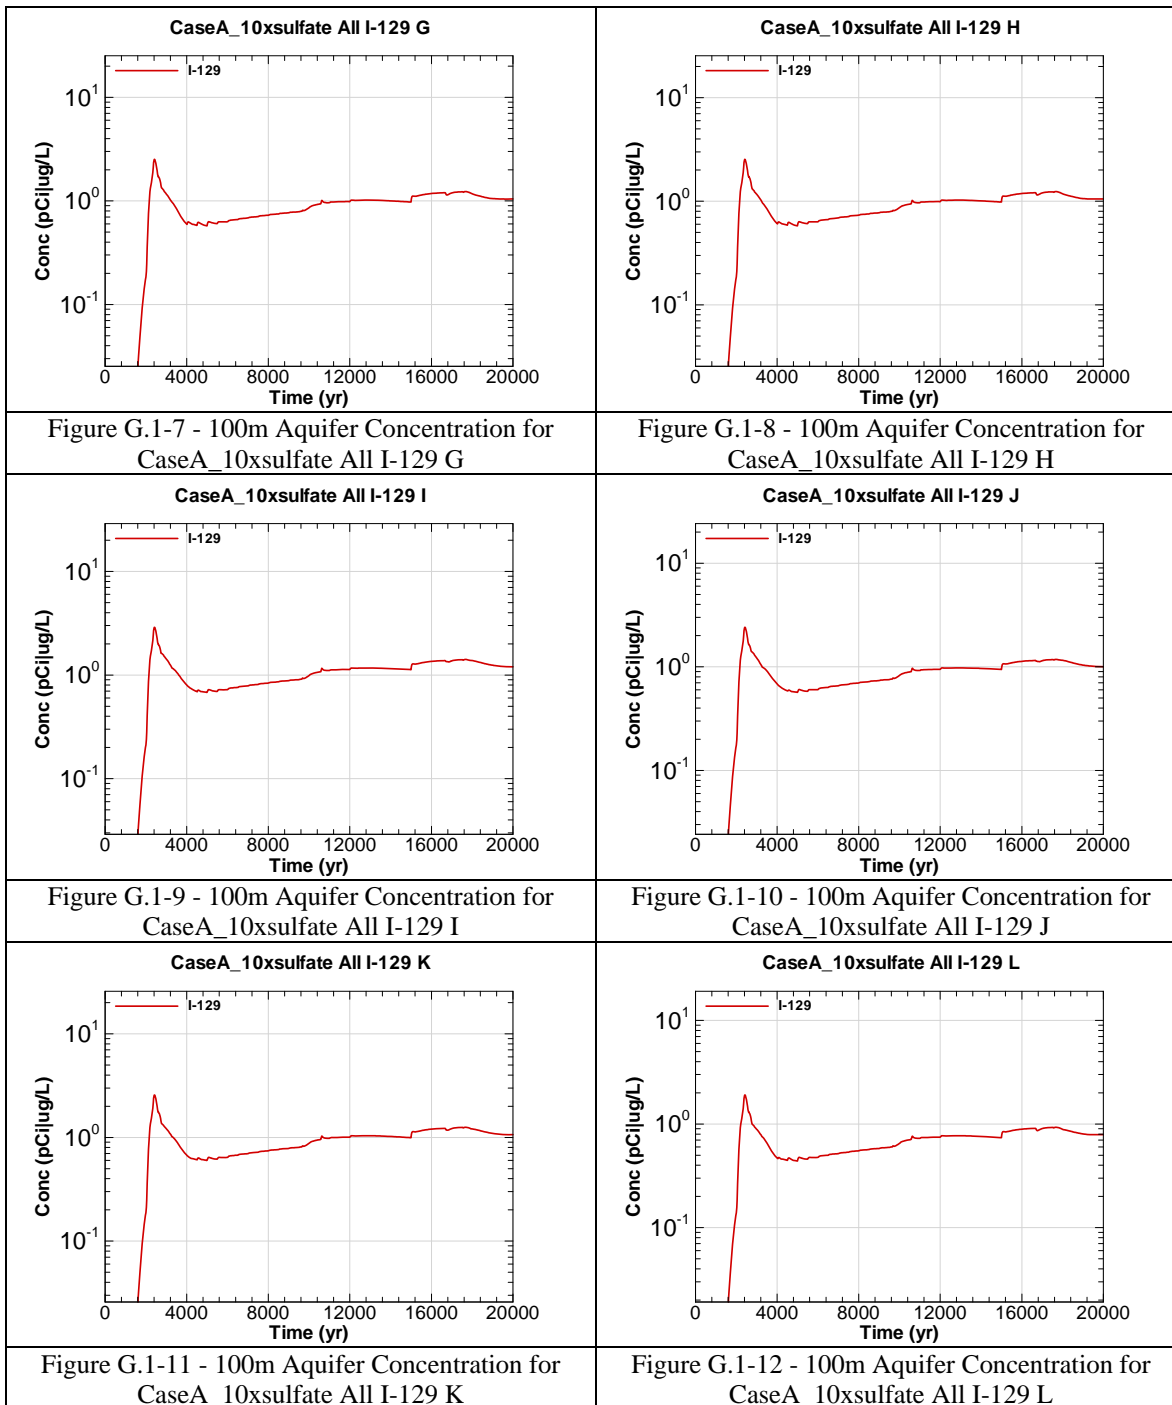 CaseA_10xsulfate All I-129 G
I-129
Conc (pCi|ug/L)
10^1
10^0
10^-1
0 4000 8000 12000 16000 20000
Time (yr)
Figure G.1-7 - 100m Aquifer Concentration for
CaseA_10xsulfate All I-129 G
CaseA_10xsulfate All I-129 H
I-129
Conc (pCi|ug/L)
10^1
10^0
10^-1
0 4000 8000 12000 16000 20000
Time (yr)
Figure G.1-8 - 100m Aquifer Concentration for
CaseA_10xsulfate All I-129 H
CaseA_10xsulfate All I-129 I
I-129
Conc (pCi|ug/L)
10^1
10^0
10^-1
0 4000 8000 12000 16000 20000
Time (yr)
Figure G.1-9 - 100m Aquifer Concentration for
CaseA_10xsulfate All I-129 I
CaseA_10xsulfate All I-129 J
I-129
Conc (pCi|ug/L)
10^1
10^0
10^-1
0 4000 8000 12000 16000 20000
Time (yr)
Figure G.1-10 - 100m Aquifer Concentration for
CaseA_10xsulfate All I-129 J
CaseA_10xsulfate All I-129 K
I-129
Conc (pCi|ug/L)
10^1
10^0
10^-1
0 4000 8000 12000 16000 20000
Time (yr)
Figure G.1-11 - 100m Aquifer Concentration for
CaseA_10xsulfate All I-129 K
CaseA_10xsulfate All I-129 L
I-129
Conc (pCi|ug/L)
10^1
10^0
10^-1
0 4000 8000 12000 16000 20000
Time (yr)
Figure G.1-12 - 100m Aquifer Concentration for
CaseA_10xsulfate All I-129 L